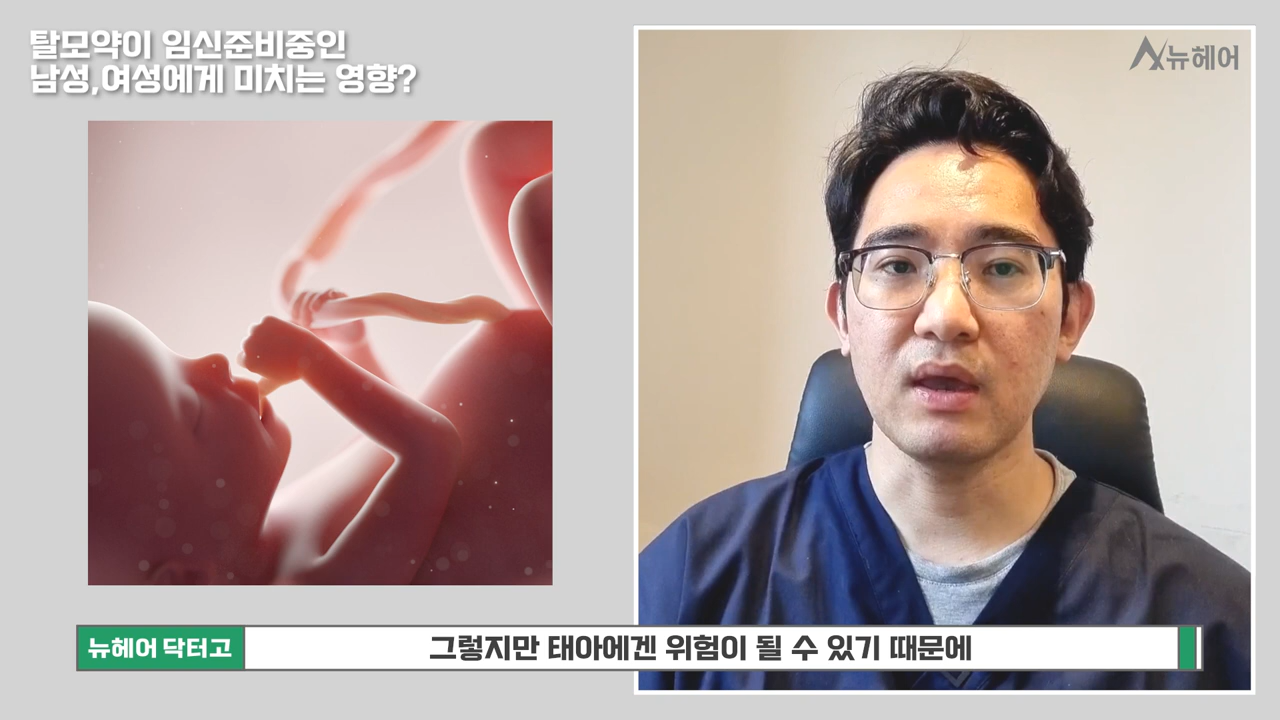 탈모약이 임신준비중인
남성,여성에게 미치는 영향?
뉴헤어
뉴헤어 닥터고
그렇지만 태아에겐 위험이 될 수 있기 때문에